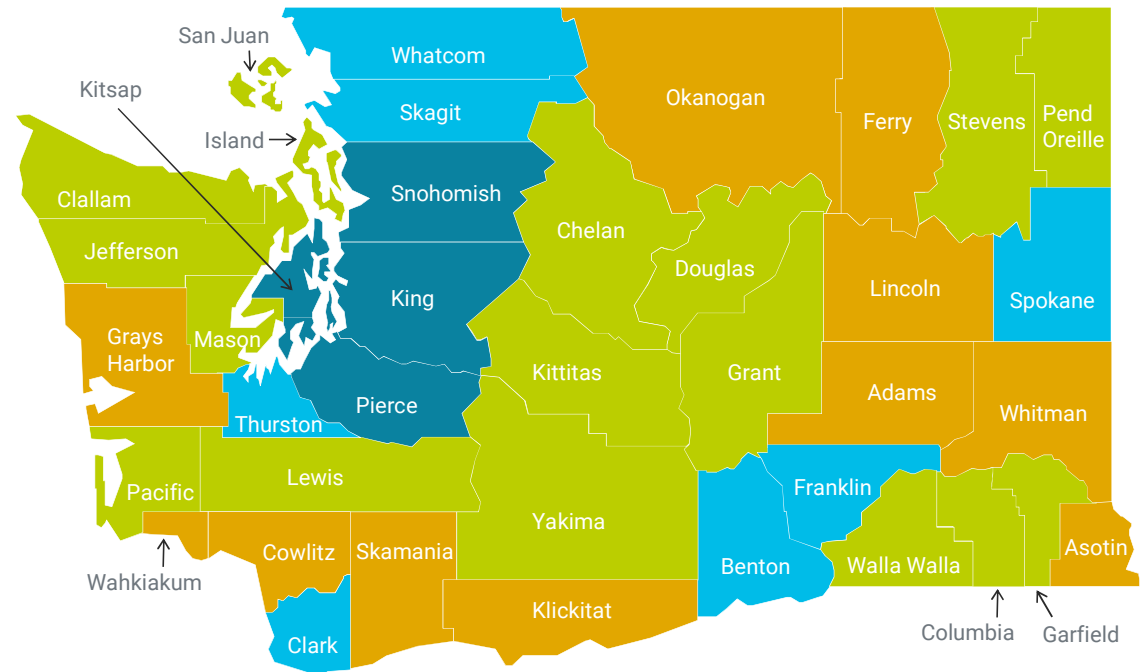 San Juan
Whatcom
Kitsap
Okanogan
Skagit
Ferry
Stevens
Pend
Oreille
Island
Snohomish
Clallam
Chelan
Jefferson
Douglas
King
Lincoln
Spokane
Grays
Harbor
Mason
Kittitas
Grant
Adams
Pierce
Whitman
Thurston
Lewis
Pacific
Franklin
Yakima
Cowlitz
Skamania
Asotin
Wahkiakum
Benton
Walla Walla
Klickitat
Columbia
Garfield
Clark